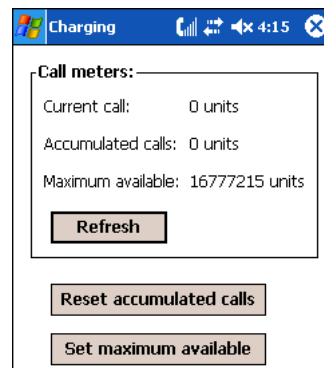 Charging 4:15
Call meters:
Current call: 0 units
Accumulated calls: 0 units
Maximum available: 16777215 units
Refresh
Reset accumulated calls
Set maximum available